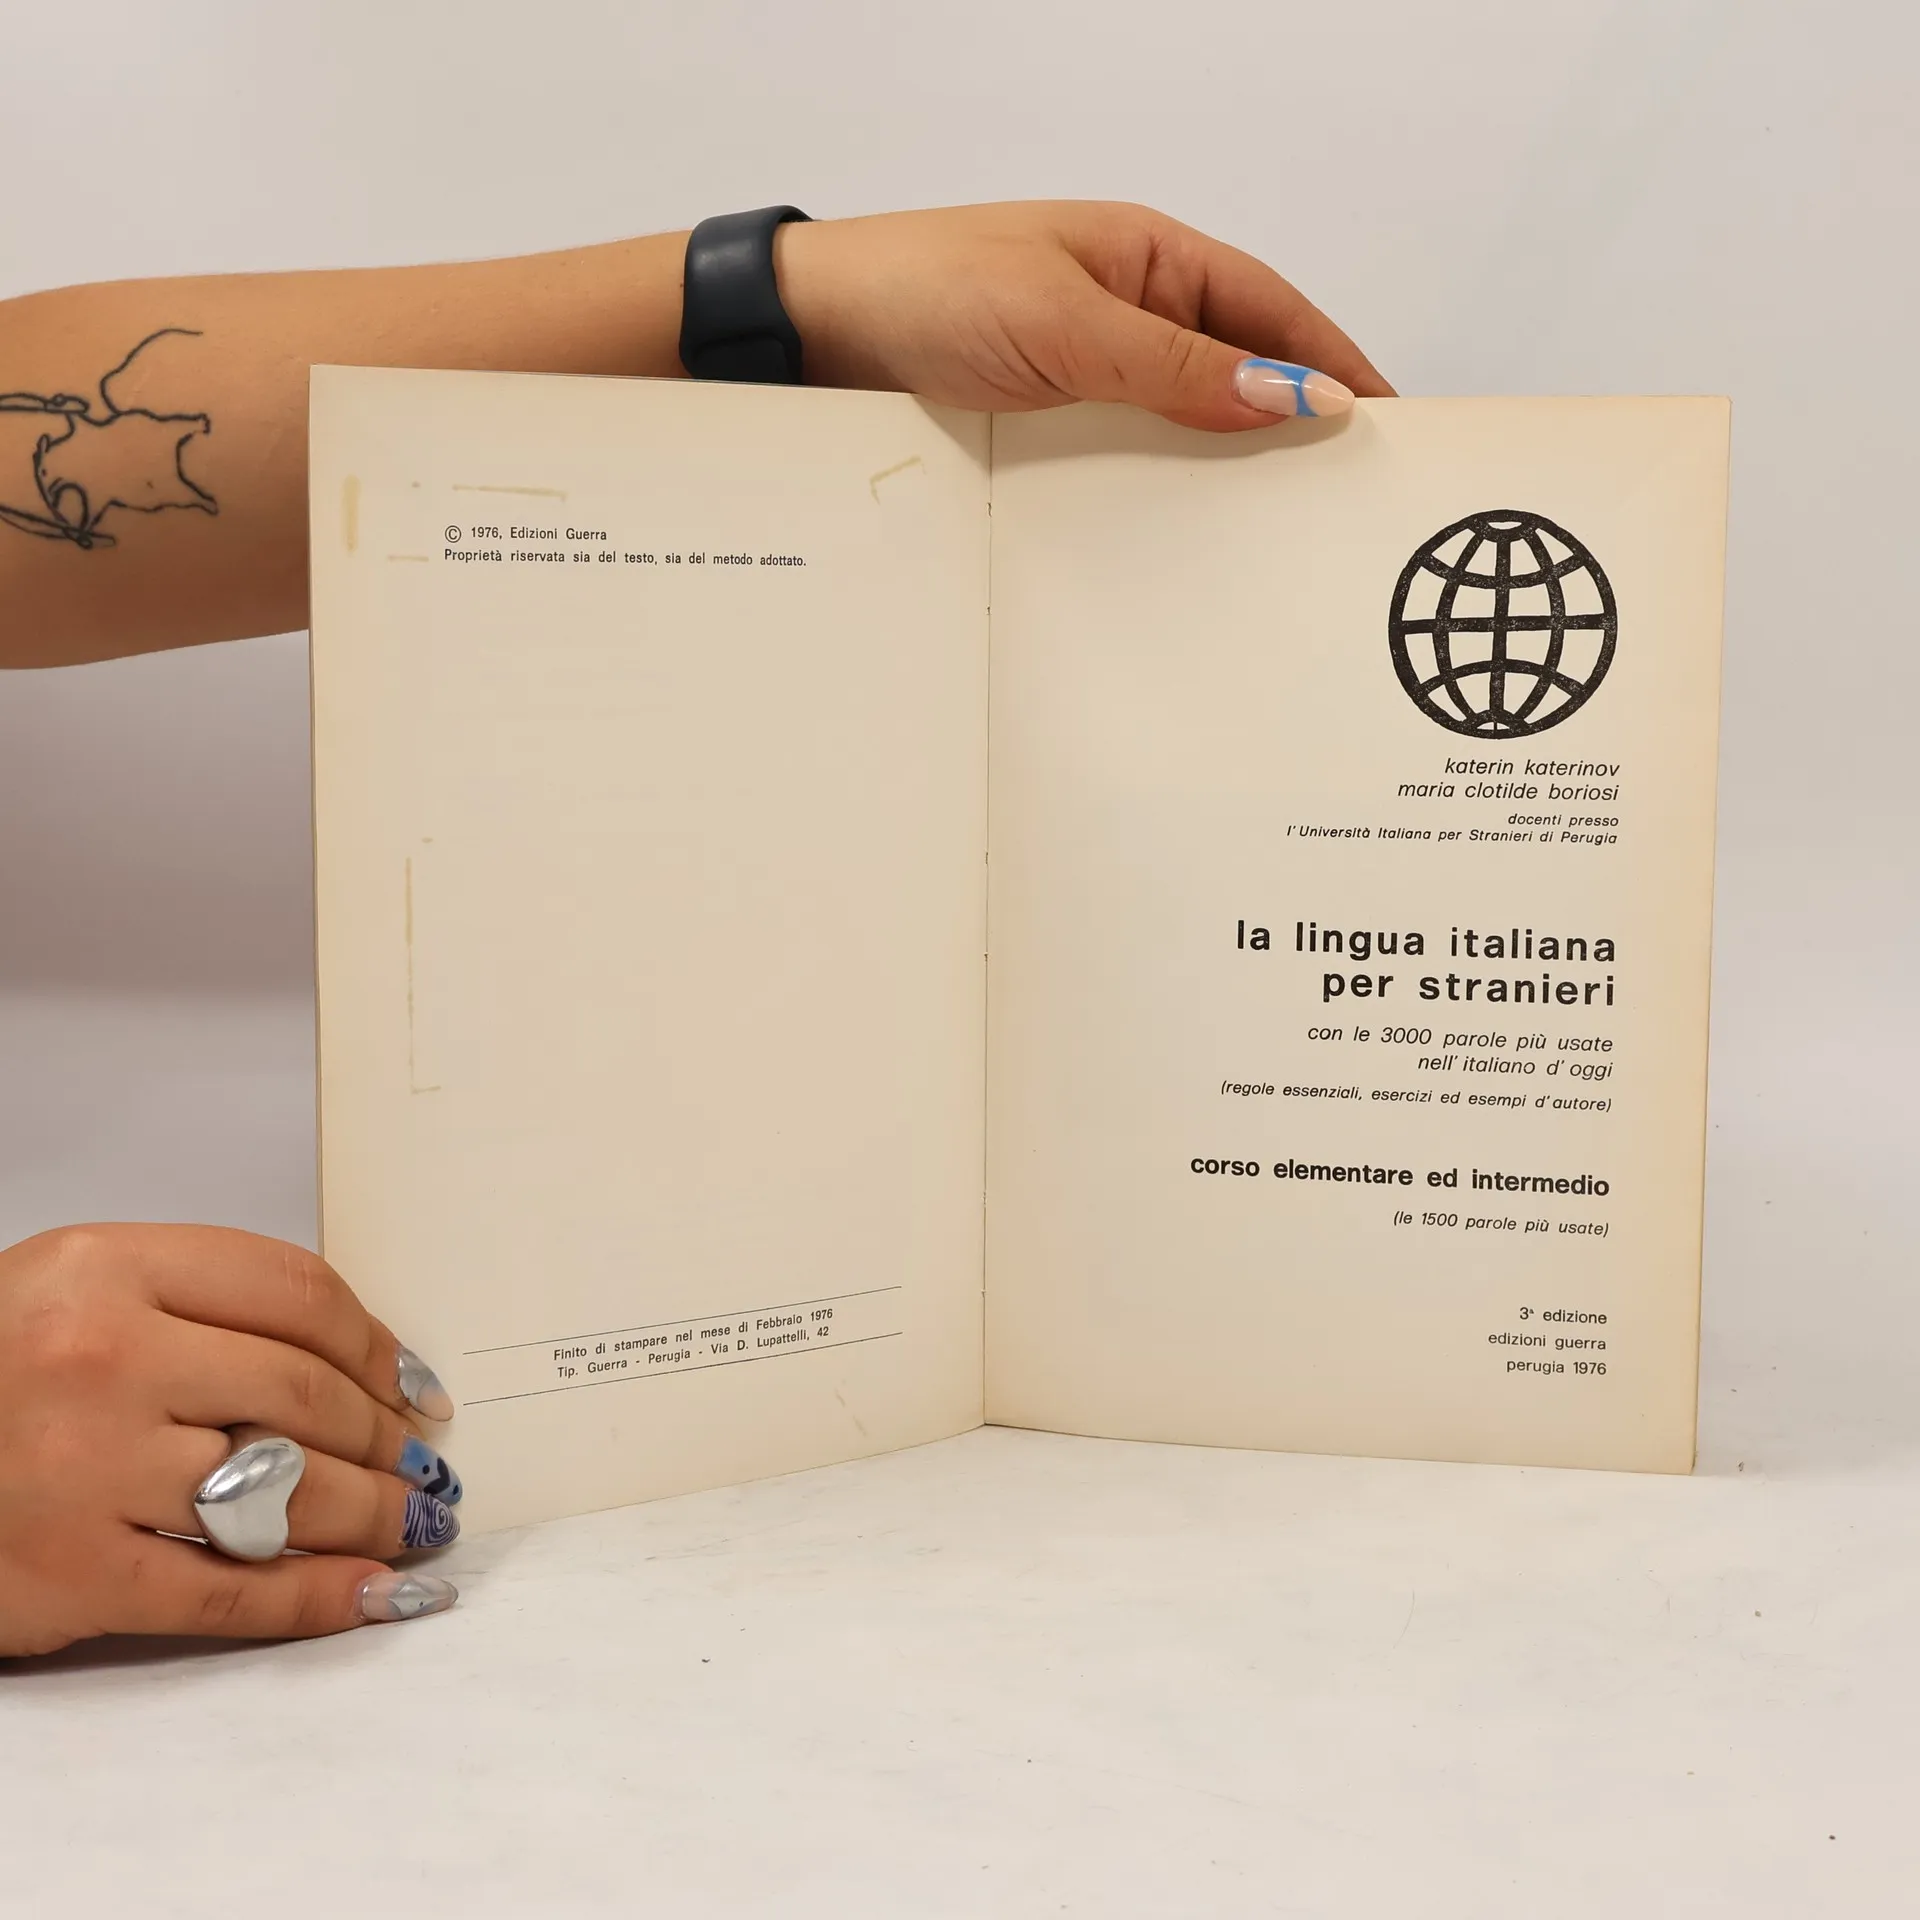 © 1976, Edizioni Guerra
Proprietà riservata sia del testo, sia del metodo adottato.
Finito di stampare nel mese di Febbraio 1976
Tip. Guerra - Perugia - Via D. Lupattelli, 42
katerin katerinov
maria clotilde boriosi
docenti presso
l'Università Italiana per Stranieri di Perugia
la lingua italiana
per stranieri
con le 3000 parole più usate
nell'italiano d'oggi
(regole essenziali, esercizi ed esempi d'autore)
corso elementare ed intermedio
(le 1500 parole più usate)
3ª edizione
edizioni guerra
perugia 1976